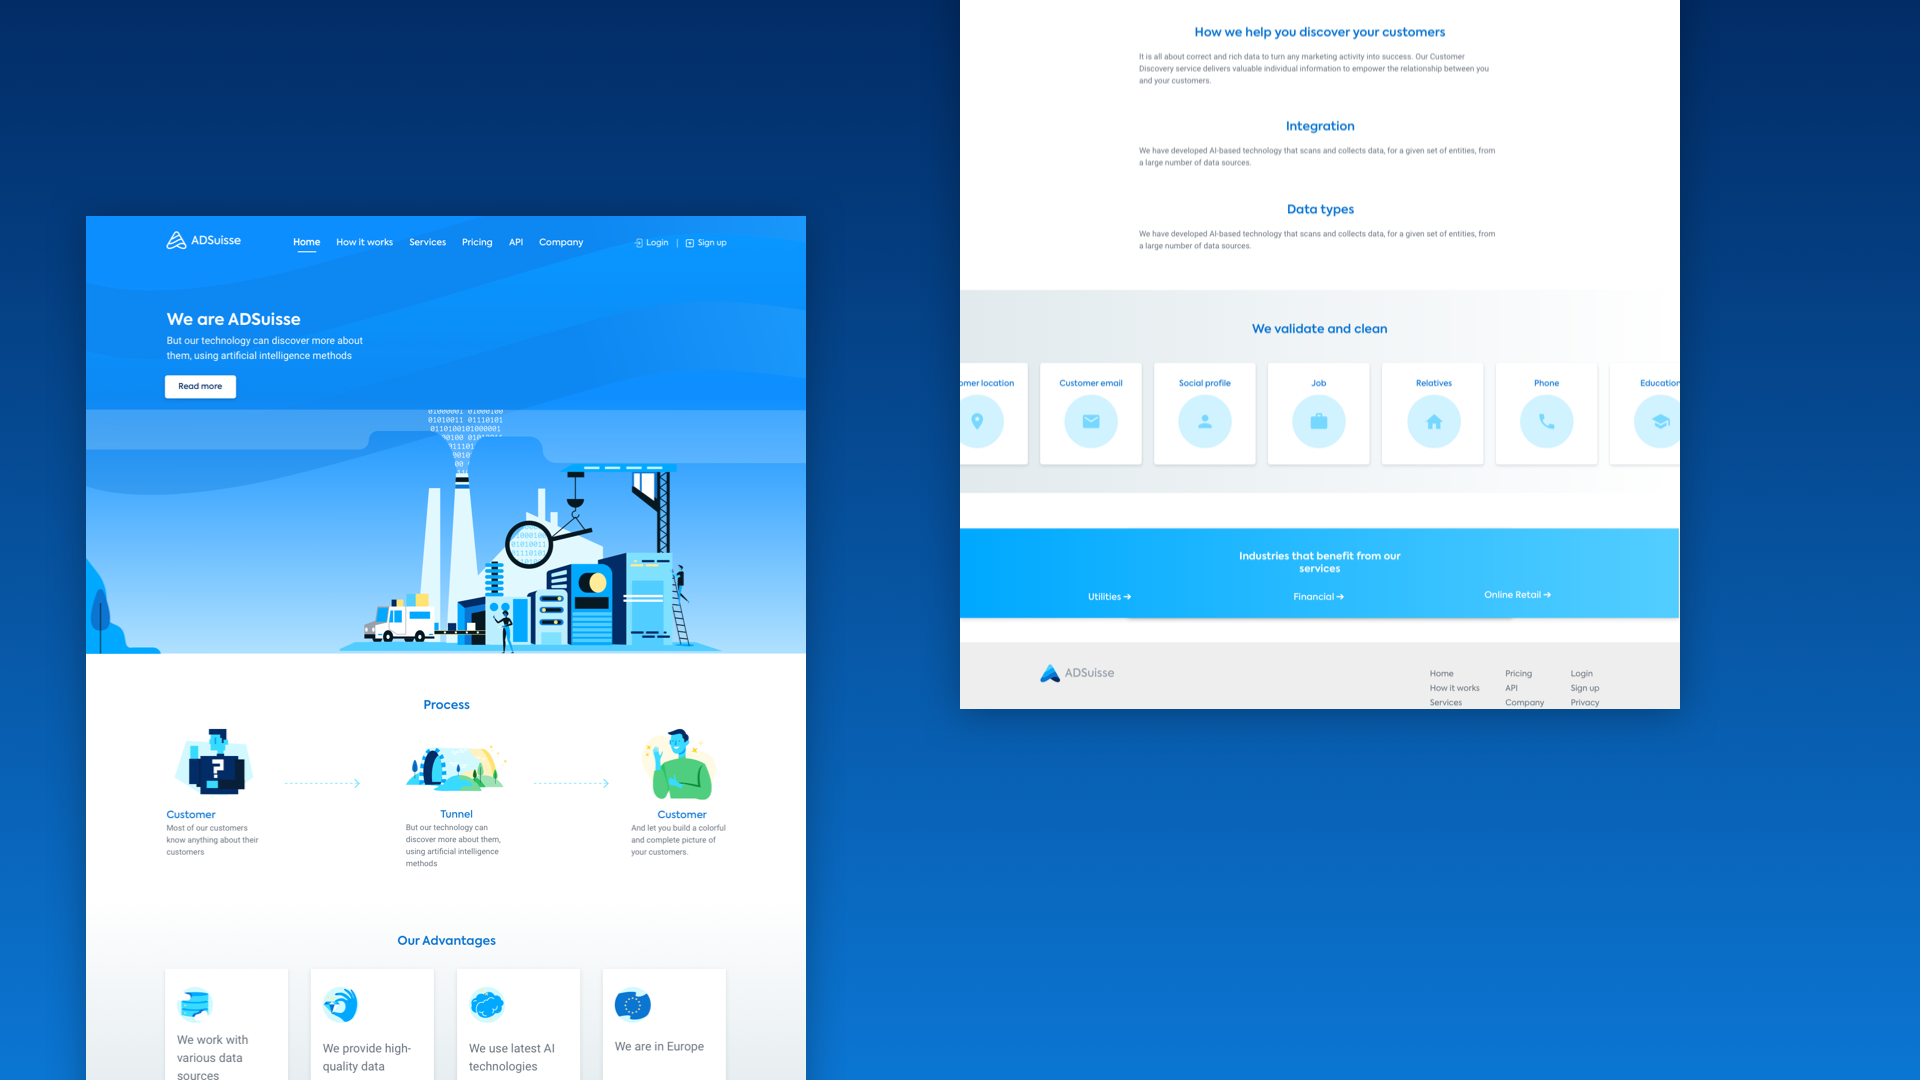 ADSuisse
Home How it works Services Pricing API Company
Login | Sign up
We are ADSuisse
But our technology can discover more about
them, using artificial intelligence methods
Read more
01000001 01000100
01010011 01110101
011010010100001
Process
?
Customer
Most of our customers
know anything about their
customers
Tunnel
But our technology can
discover more about them,
using artificial intelligence
methods
Customer
And let you build a colorful
and complete picture of
your customers.
Our Advantages
We work with
various data
sources
We provide high-
quality data
We use latest AI
technologies
We are in Europe
How we help you discover your customers
It is all about correct and rich data to turn any marketing activity into success. Our Customer
Discovery service delivers valuable individual information to empower the relationship between you
and your customers.
Integration
We have developed AI-based technology that scans and collects data, for a given set of entities, from
a large number of data sources.
Data types
We have developed AI-based technology that scans and collects data, for a given set of entities, from
a large number of data sources.
We validate and clean
omer location
Customer email
Social profile
Job
Relatives
Phone
Education
Industries that benefit from our
services
Utilities →
Financial →
Online Retail →
ADSuisse
Home
How it works
Services
Pricing
API
Company
Login
Sign up
Privacy